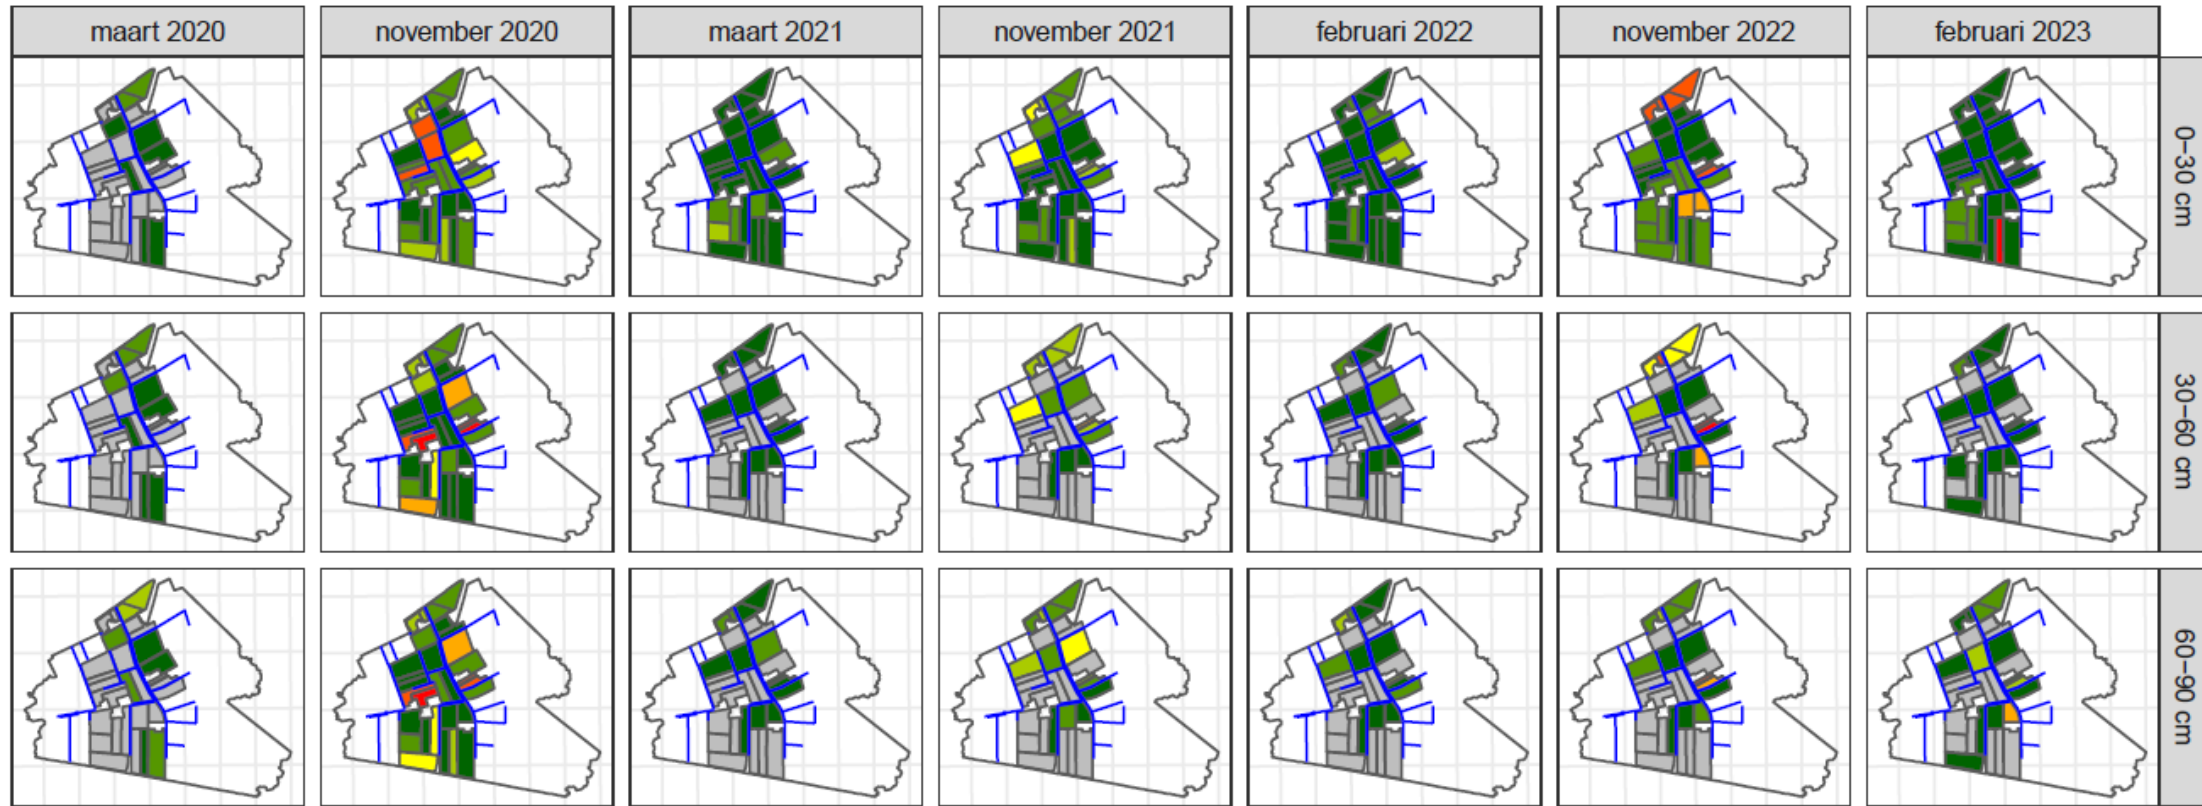 maart 2020
november 2020
maart 2021
november 2021
februari 2022
november 2022
februari 2023
0–30 cm
30–60 cm
60–90 cm